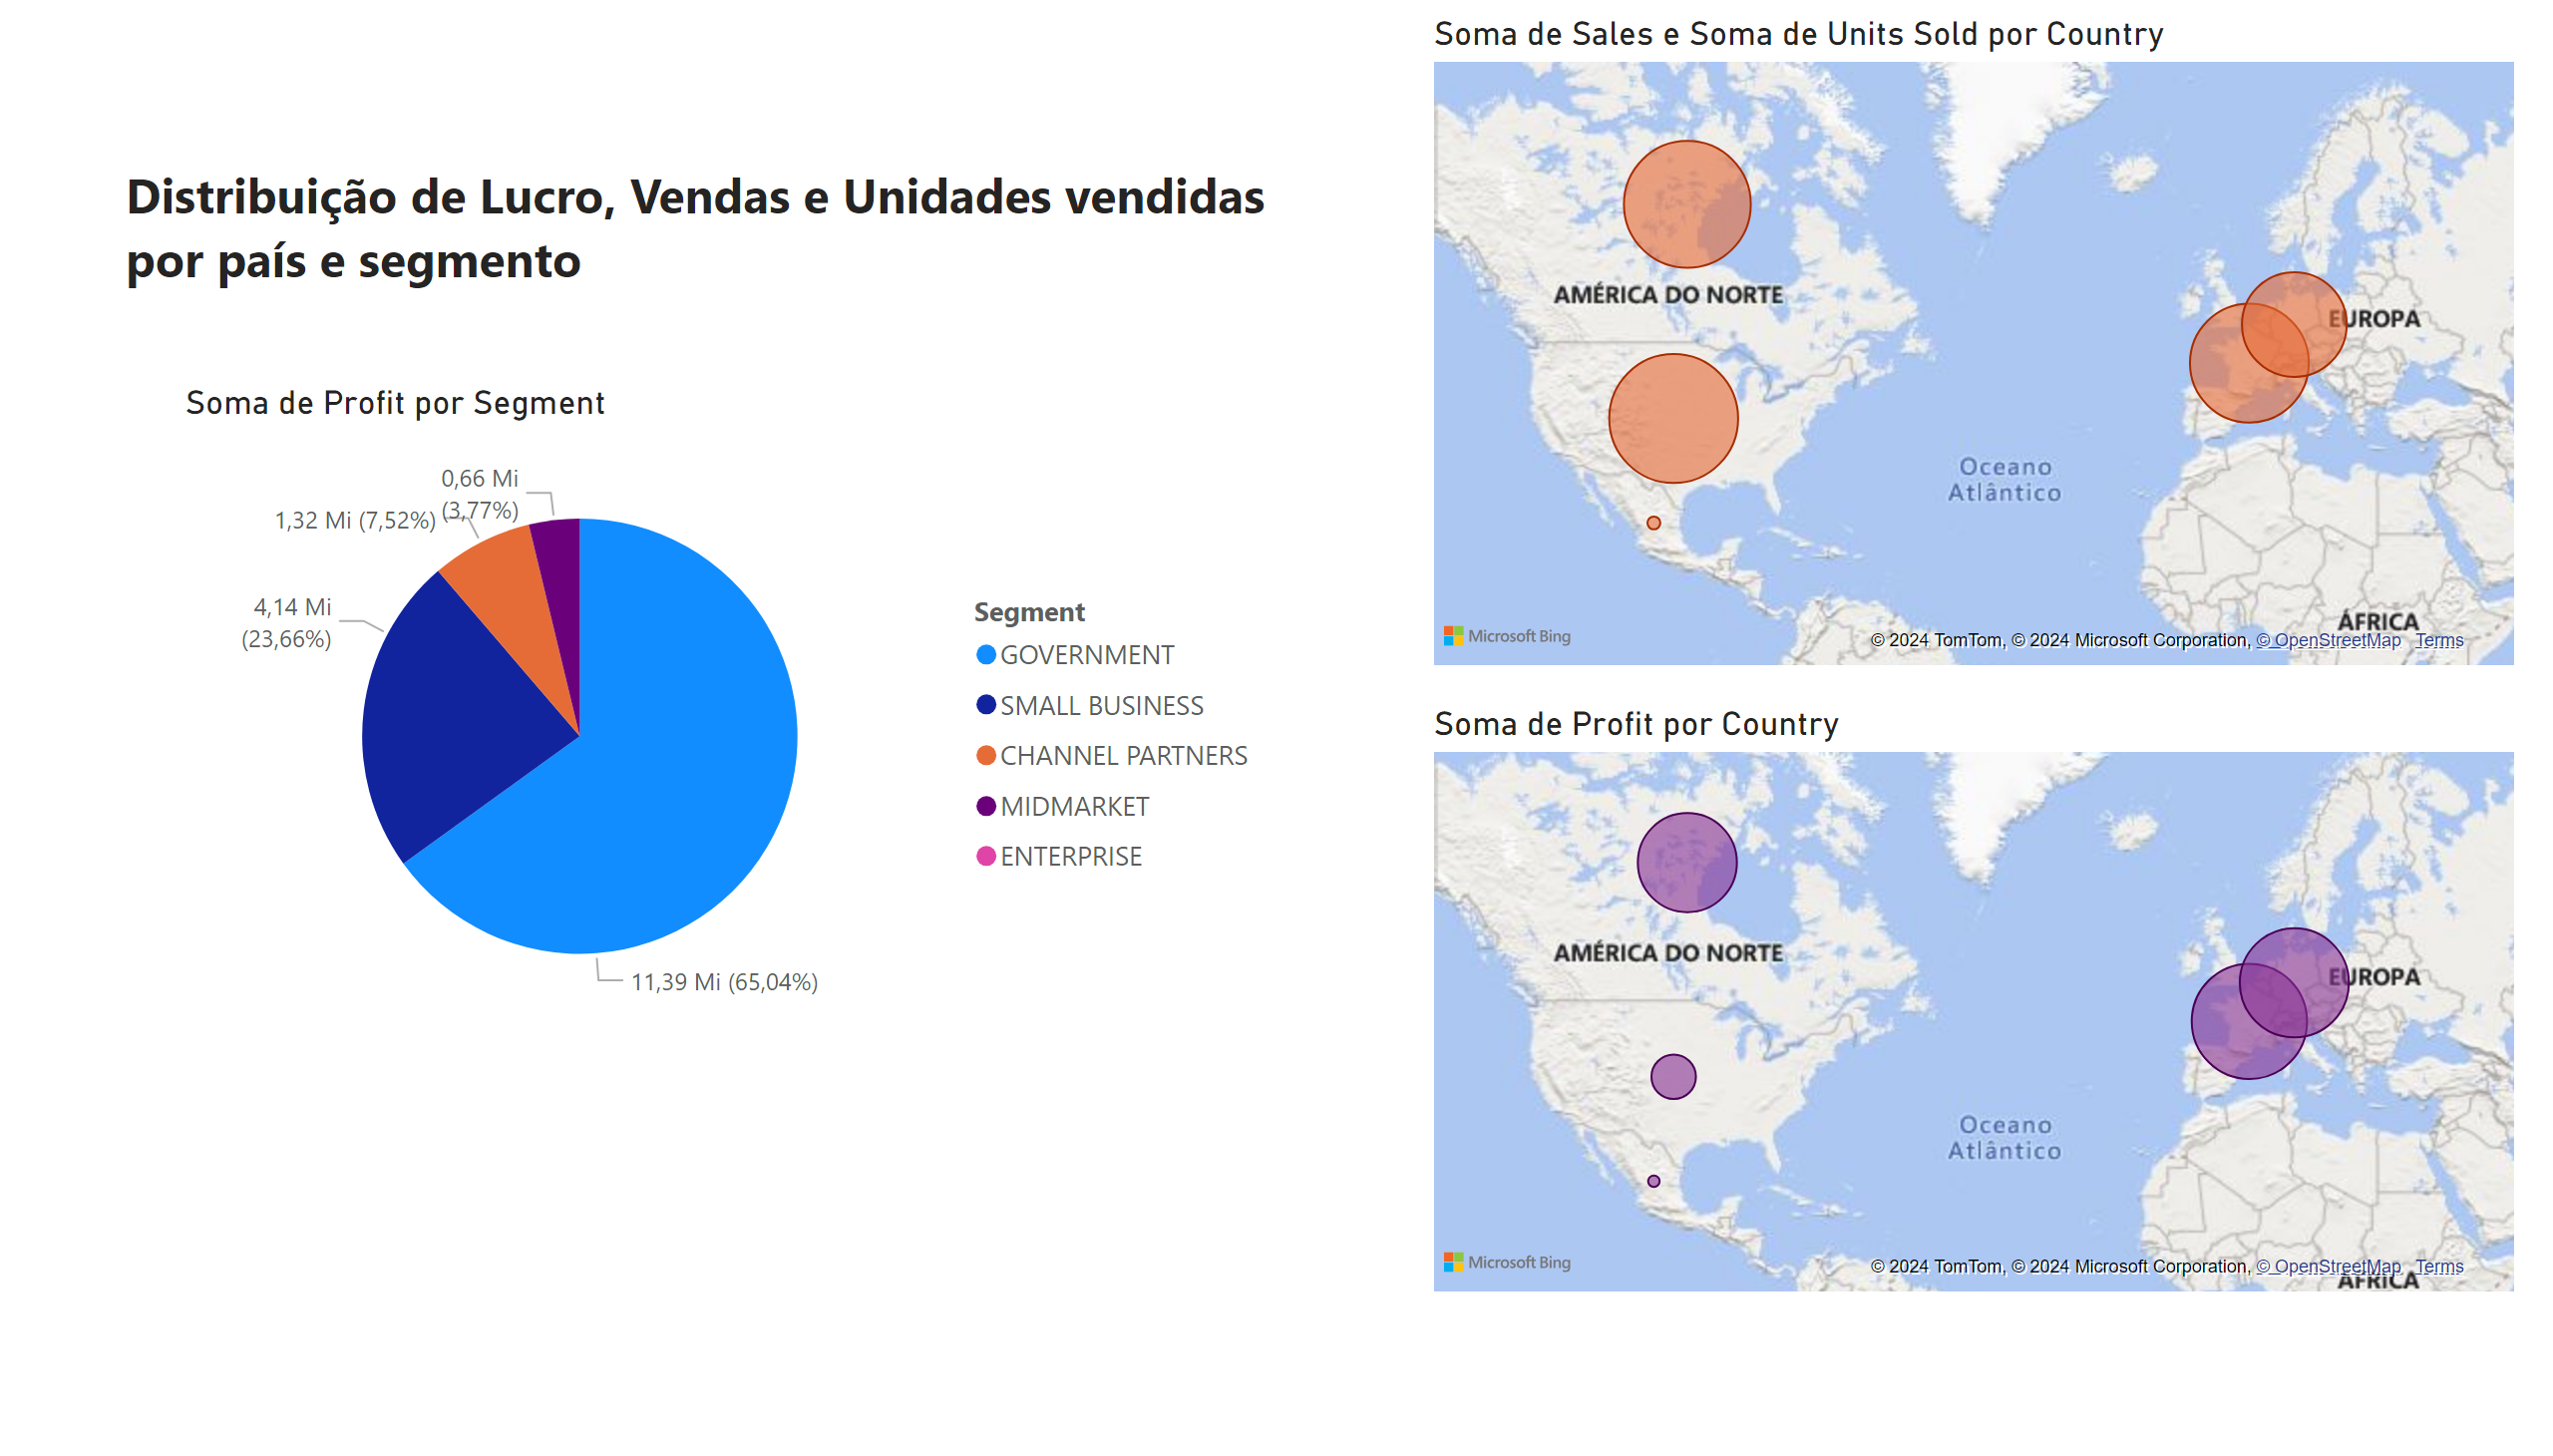 Distribuição de Lucro, Vendas e Unidades vendidas
por país e segmento
Soma de Profit por Segment
0,66 Mi
(3,77%)
1,32 Mi (7,52%)
4,14 Mi
(23,66%)
11,39 Mi (65,04%)
Segment
GOVERNMENT
SMALL BUSINESS
CHANNEL PARTNERS
MIDMARKET
ENTERPRISE
Soma de Sales e Soma de Units Sold por Country
AMÉRICA DO NORTE
EUROPA
Oceano
Atlântico
ÁFRICA
Microsoft Bing
© 2024 TomTom, © 2024 Microsoft Corporation, © OpenStreetMap Terms
Soma de Profit por Country
AMÉRICA DO NORTE
EUROPA
Oceano
Atlântico
Microsoft Bing
© 2024 TomTom, © 2024 Microsoft Corporation, © OpenStreetMap Terms
ÁFRICA